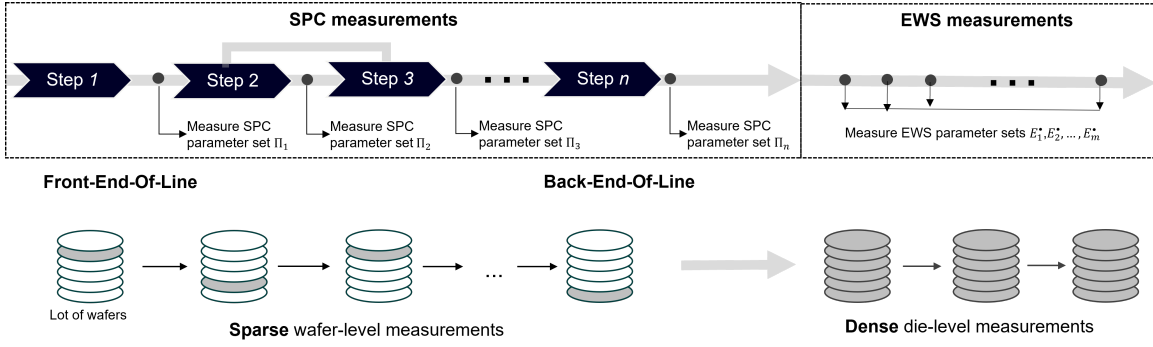 SPC measurements
EWS measurements
Step 1
Step 2
Step 3
Step n
Measure SPC
parameter set Π₁
Measure SPC
parameter set Π₂
Measure SPC
parameter set Π₃
Measure SPC
parameter set Πₙ
Measure EWS parameter sets E₁•,E₂•, … , Eₘ•
Front-End-Of-Line
Back-End-Of-Line
...
Lot of wafers
Sparse wafer-level measurements
Dense die-level measurements